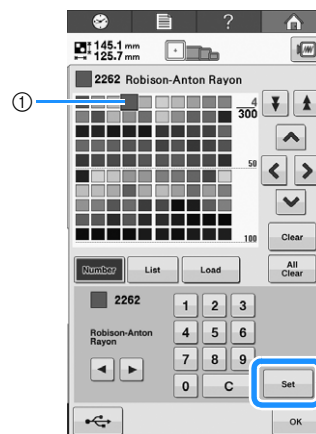 ?
145.1 mm
125.7 mm
2262 Robison-Anton Rayon
①
4
300
50
100
Clear
Number
List
Load
All
Clear
2262
1 2 3
Robison-Anton
Rayon
4 5 6
7 8 9
0 C
Set
OK